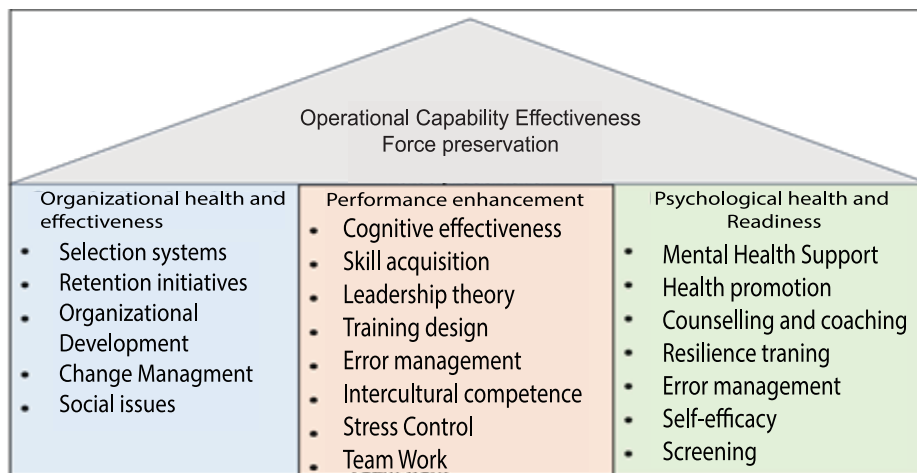 Operational Capability Effectiveness
Force preservation
Organizational health and
effectiveness
• Selection systems
• Retention initiatives
• Organizational
Development
• Change Managment
• Social issues
Performance enhancement
• Cognitive effectiveness
• Skill acquisition
• Leadership theory
• Training design
• Error management
• Intercultural competence
• Stress Control
• Team Work
Psychological health and
Readiness
• Mental Health Support
• Health promotion
• Counselling and coaching
• Resilience traning
• Error management
• Self-efficacy
• Screening